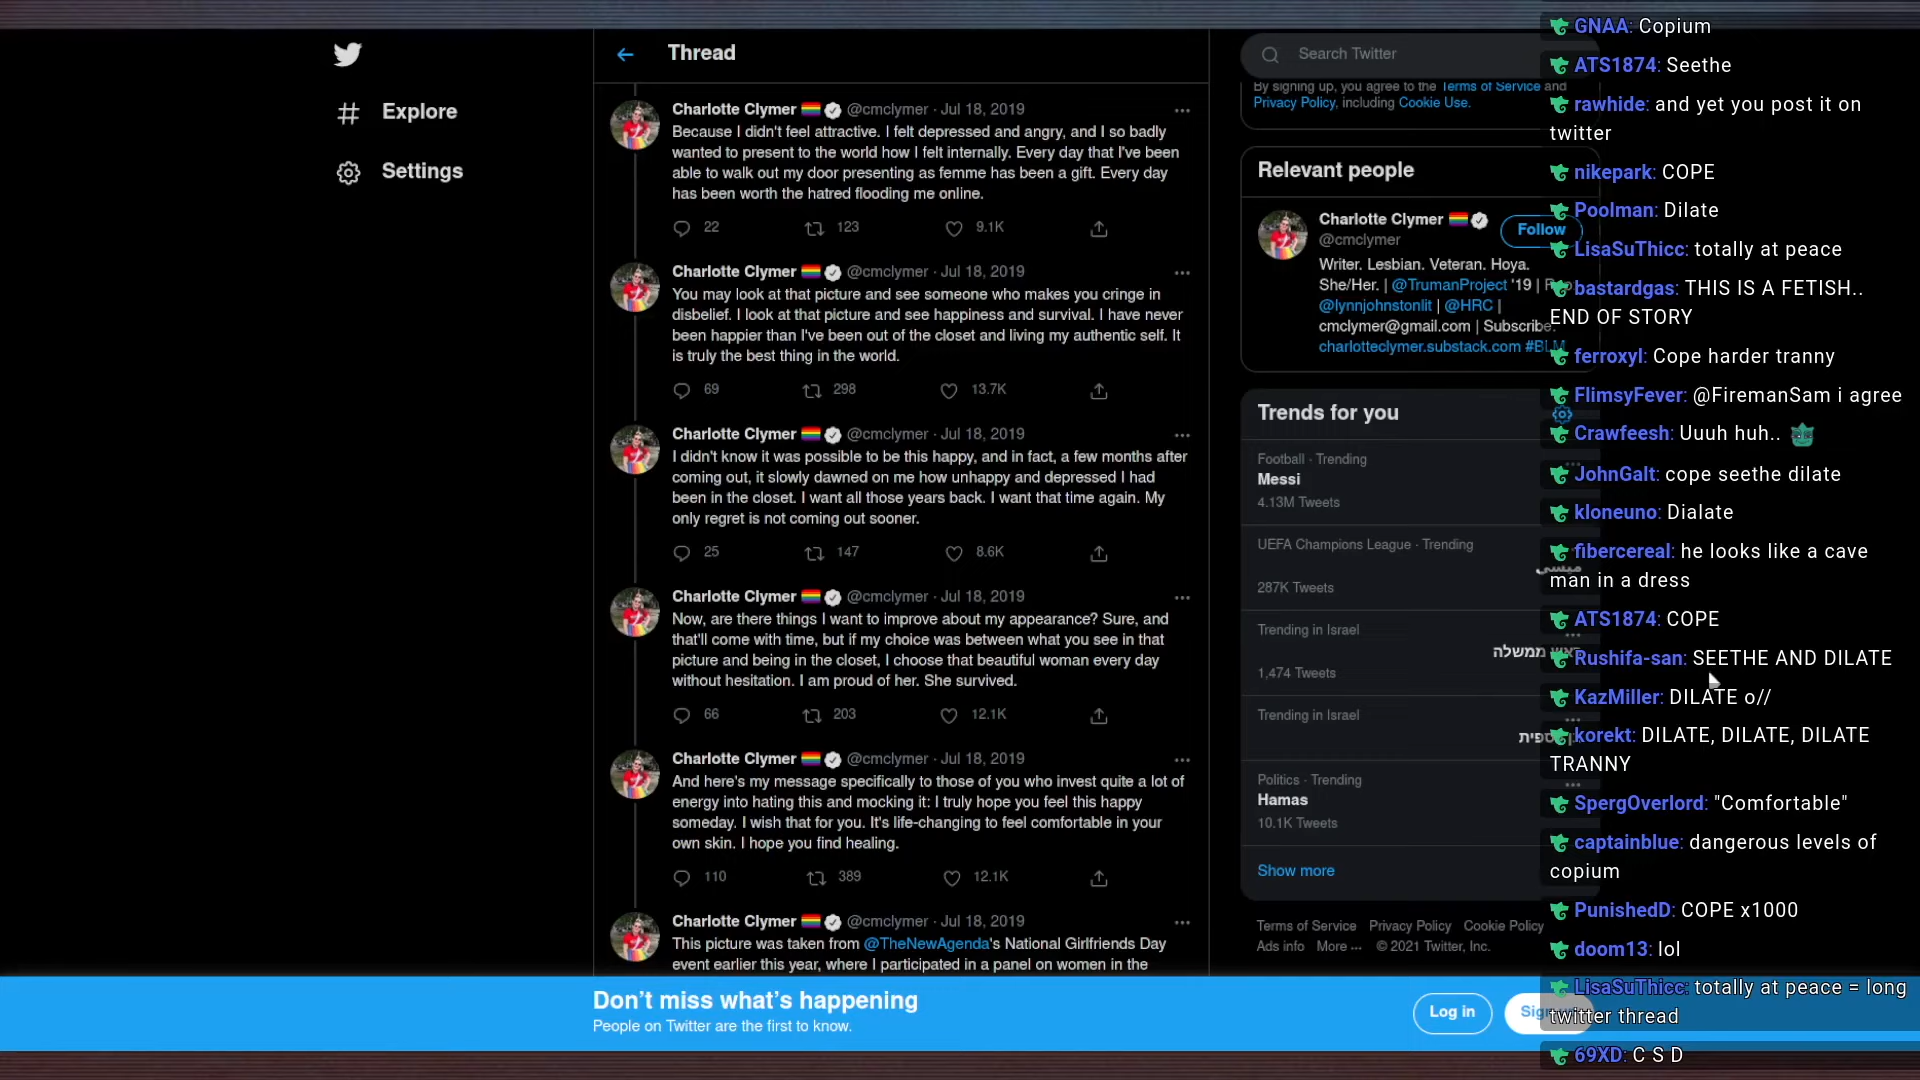 Explore
Settings
Thread
Charlotte Clymer @cmclymer · Jul 18, 2019
Because I didn't feel attractive. I felt depressed and angry, and I so badly
wanted to present to the world how I felt internally. Every day that I've been
able to walk out my door presenting as femme has been a gift. Every day
has been worth the hatred flooding me online.
22 123 9.1K
Charlotte Clymer @cmclymer · Jul 18, 2019
You may look at that picture and see someone who makes you cringe in
disbelief. I look at that picture and see happiness and survival. I have never
been happier than I've been out of the closet and living my authentic self. It
is truly the best thing in the world.
69 298 13.7K
Charlotte Clymer @cmclymer · Jul 18, 2019
I didn't know it was possible to be this happy, and in fact, a few months after
coming out, it slowly dawned on me how unhappy and depressed I had
been in the closet. I want all those years back. I want that time again. My
only regret is not coming out sooner.
25 147 8.6K
Charlotte Clymer @cmclymer · Jul 18, 2019
Now, are there things I want to improve about my appearance? Sure, and
that'll come with time, but if my choice was between what you see in that
picture and being in the closet, I choose that beautiful woman every day
without hesitation. I am proud of her. She survived.
66 203 12.1K
Charlotte Clymer @cmclymer · Jul 18, 2019
And here's my message specifically to those of you who invest quite a lot of
energy into hating this and mocking it: I truly hope you feel this happy
someday. I wish that for you. It's life-changing to feel comfortable in your
own skin. I hope you find healing.
110 389 12.1K
Charlotte Clymer @cmclymer · Jul 18, 2019
This picture was taken from @TheNewAgenda's National Girlfriends Day
event earlier this year, where I participated in a panel on women in the
Search Twitter
By signing up, you agree to the Terms of Service and
Privacy Policy, including Cookie Use.
Relevant people
Charlotte Clymer
@cmclymer
Follow
Writer. Lesbian. Veteran. Hoya.
She/Her. | @TrumanProject '19 |
@lynnjohnstonlit | @HRC |
cmclymer@gmail.com | Subscribe:
charlotteclymer.substack.com #BLM
Trends for you
Football · Trending
Messi
4.13M Tweets
UEFA Champions League · Trending
ميسي
287K Tweets
Trending in Israel
ראש ממשלה
1,474 Tweets
Trending in Israel
Politics · Trending
Hamas
10.1K Tweets
Show more
Terms of Service Privacy Policy Cookie Policy
Ads info More ··· © 2021 Twitter, Inc.
Don't miss what's happening
People on Twitter are the first to know.
Log in
GNAA: Copium
ATS1874: Seethe
rawhide: and yet you post it on
twitter
nikepark: COPE
Poolman: Dilate
LisaSuThicc: totally at peace
bastardgas: THIS IS A FETISH..
END OF STORY
ferroxyl: Cope harder tranny
FlimsyFever: @FiremanSam i agree
Crawfeesh: Uuuh huh..
JohnGalt: cope seethe dilate
kloneuno: Dialate
fibercereal: he looks like a cave
man in a dress
ATS1874: COPE
Rushifa-san: SEETHE AND DILATE
KazMiller: DILATE o//
korekt: DILATE, DILATE, DILATE
TRANNY
SpergOverlord: "Comfortable"
captainblue: dangerous levels of
copium
PunishedD: COPE x1000
doom13: lol
LisaSuThicc: totally at peace = long
twitter thread
69XD: C S D